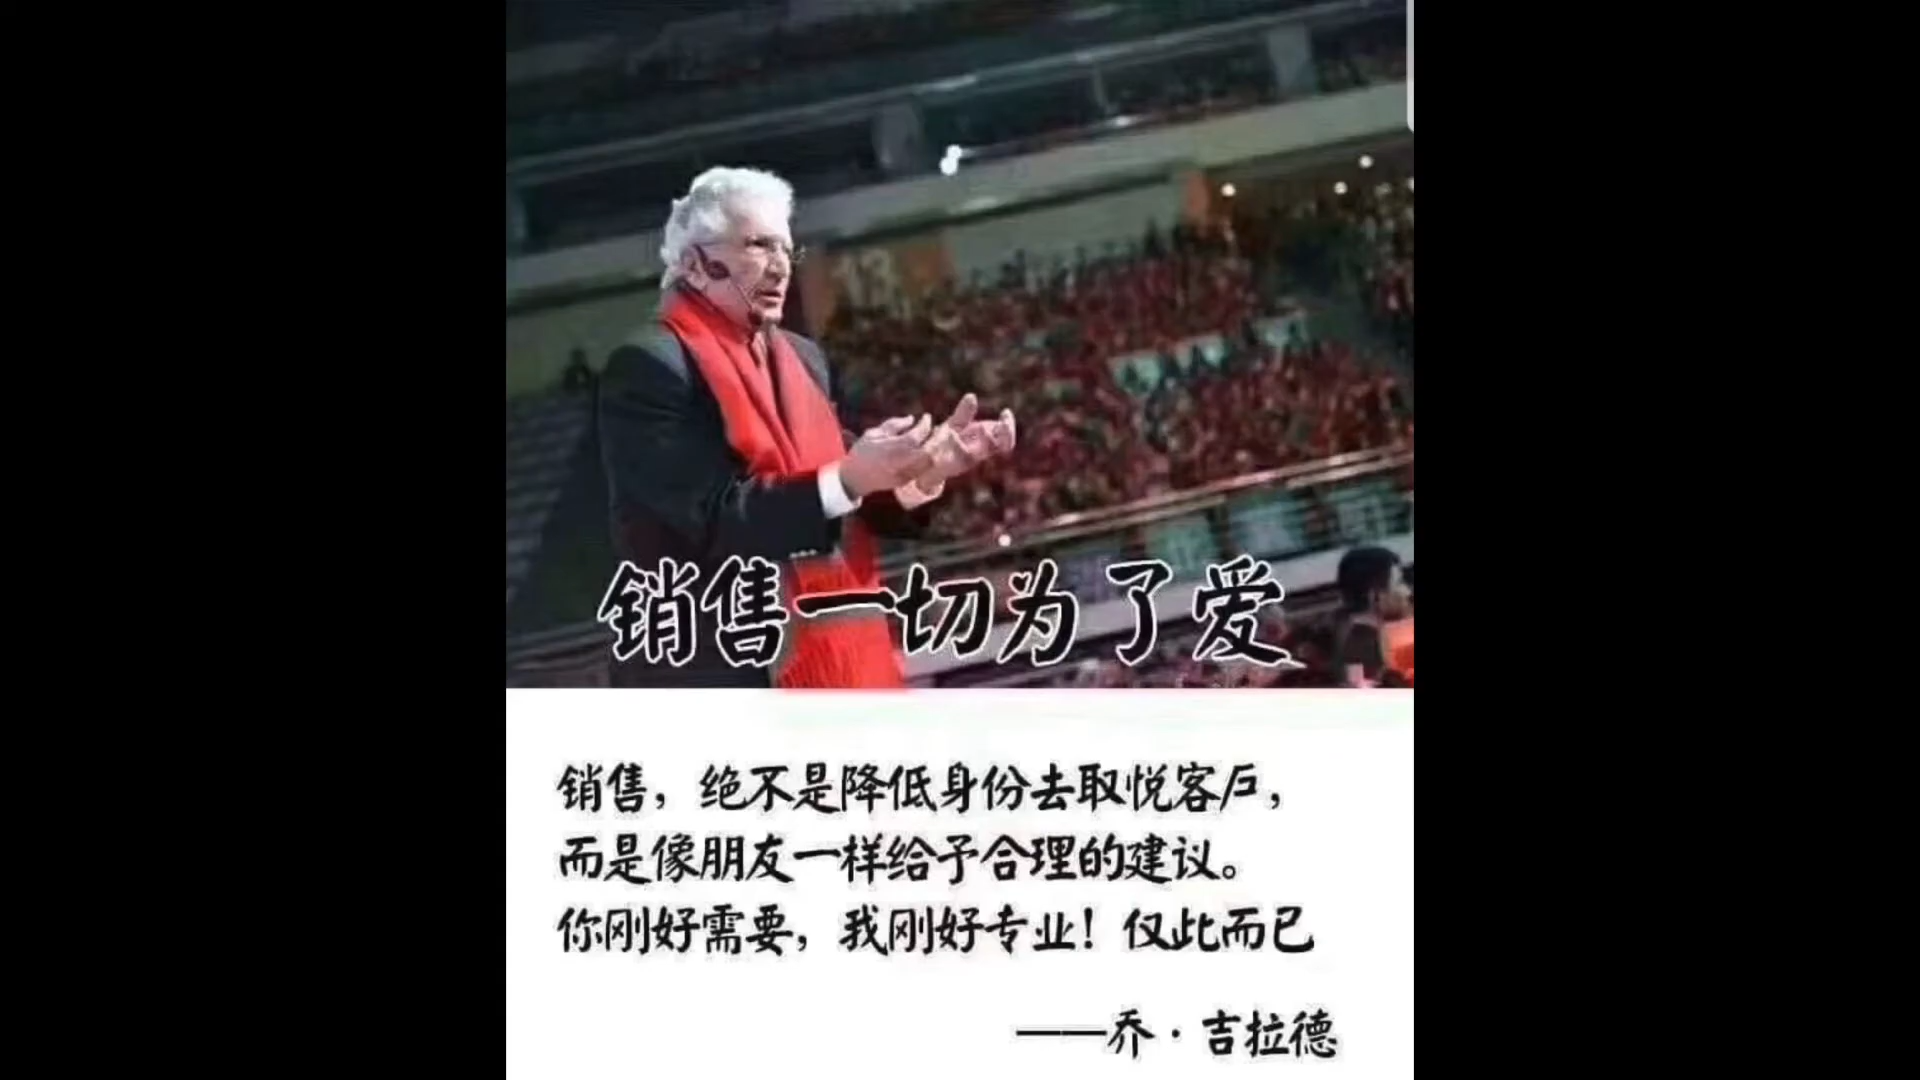 销售一切为了爱
销售，绝不是降低身份去取悦客户，
而是像朋友一样给予合理的建议。
你刚好需要，我刚好专业！仅此而已
——乔·吉拉德